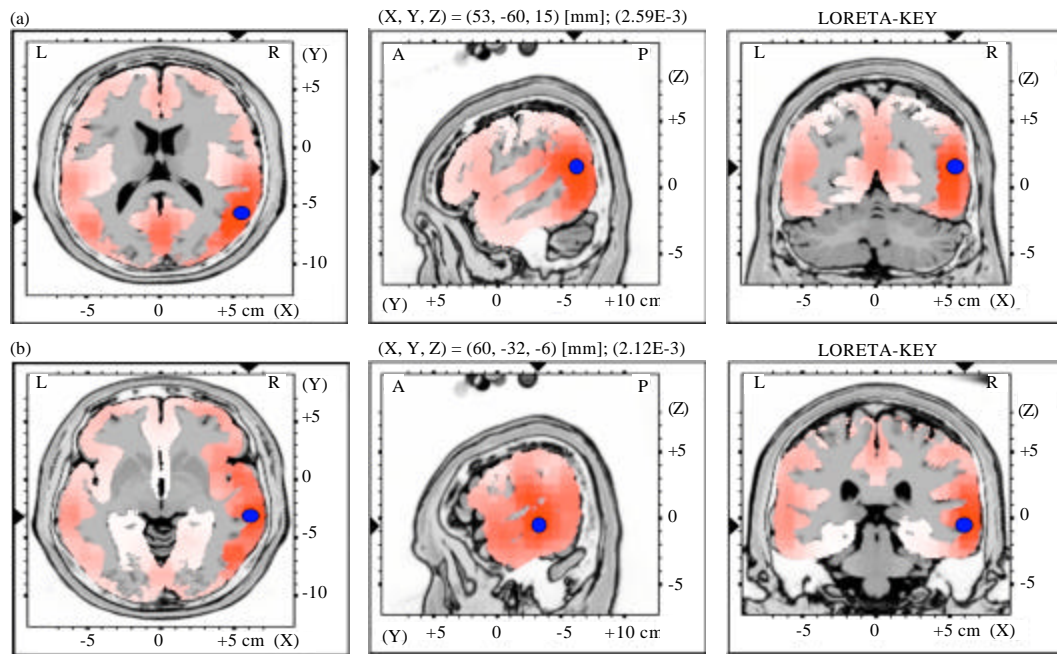 (a)
(X, Y, Z) = (53, -60, 15) [mm]; (2.59E-3)
LORETA-KEY
L R (Y)
+5
0
-5
-10
-5 0 +5 cm (X)
A P (Z)
+5
0
-5
(Y) +5 0 -5 +10 cm
L R (Z)
+5
0
-5
-5 0 +5 cm (X)
(b)
(X, Y, Z) = (60, -32, -6) [mm]; (2.12E-3)
LORETA-KEY
L R (Y)
+5
0
-5
-10
-5 0 +5 cm (X)
A P (Z)
+5
0
-5
(Y) +5 0 -5 +10 cm
L R (Z)
+5
0
-5
-5 0 +5 cm (X)